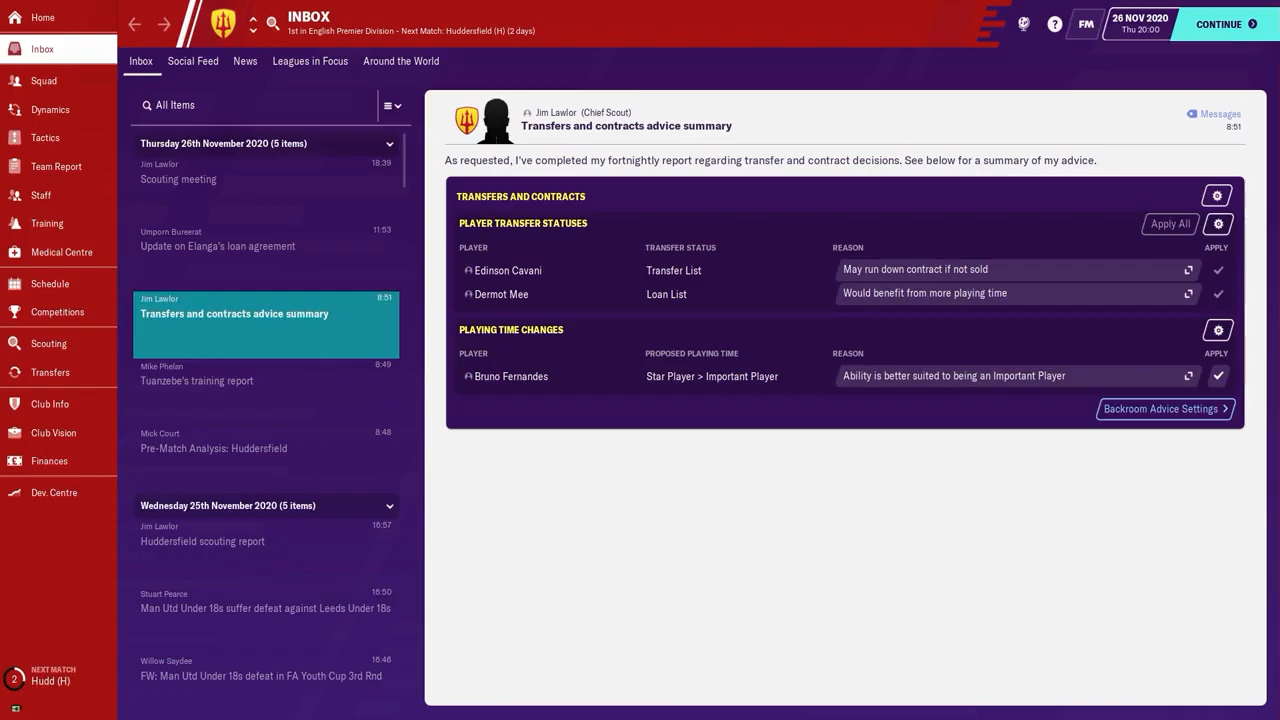 Home
Inbox
Squad
Dynamics
Tactics
Team Report
Staff
Training
Medical Centre
Schedule
Competitions
Scouting
Transfers
Club Info
Club Vision
Finances
Dev. Centre
2
NEXT MATCH
Hudd (H)
INBOX
1st in English Premier Division - Next Match: Huddersfield (H) (2 days)
?
FM
26 NOV 2020
Thu 20:00
CONTINUE
Inbox Social Feed News Leagues in Focus Around the World
All Items
Thursday 26th November 2020 (5 items)
Jim Lawlor 18:39
Scouting meeting
Umporn Bureerat 11:53
Update on Elanga's loan agreement
Jim Lawlor 8:51
Transfers and contracts advice summary
Mike Phelan 8:49
Tuanzebe's training report
Mick Court 8:48
Pre-Match Analysis: Huddersfield
Wednesday 25th November 2020 (5 items)
Jim Lawlor 16:57
Huddersfield scouting report
Stuart Pearce 16:50
Man Utd Under 18s suffer defeat against Leeds Under 18s
Willow Saydee 16:46
FW: Man Utd Under 18s defeat in FA Youth Cup 3rd Rnd
Jim Lawlor (Chief Scout)
Transfers and contracts advice summary
Messages
8:51
As requested, I've completed my fortnightly report regarding transfer and contract decisions. See below for a summary of my advice.
TRANSFERS AND CONTRACTS
PLAYER TRANSFER STATUSES Apply All
PLAYER TRANSFER STATUS REASON APPLY
Edinson Cavani Transfer List May run down contract if not sold
Dermot Mee Loan List Would benefit from more playing time
PLAYING TIME CHANGES
PLAYER PROPOSED PLAYING TIME REASON APPLY
Bruno Fernandes Star Player > Important Player Ability is better suited to being an Important Player
Backroom Advice Settings